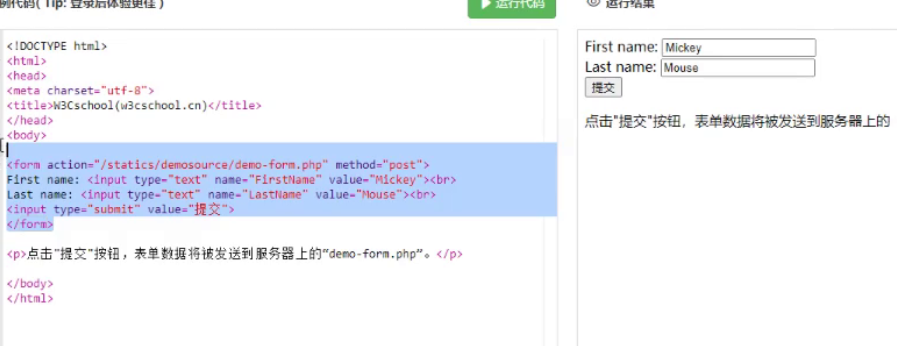 例代码( Tip: 登录后体验更佳 )
运行代码
运行结果
<!DOCTYPE html>
<html>
<head>
<meta charset="utf-8">
<title>W3Cschool(w3cschool.cn)</title>
</head>
<body>
<form action="/statics/demosource/demo-form.php" method="post">
First name: <input type="text" name="FirstName" value="Mickey"><br>
Last name: <input type="text" name="LastName" value="Mouse"><br>
<input type="submit" value="提交">
</form>
<p>点击"提交"按钮，表单数据将被发送到服务器上的“demo-form.php”。</p>
</body>
</html>
First name: Mickey
Last name: Mouse
提交
点击"提交"按钮，表单数据将被发送到服务器上的